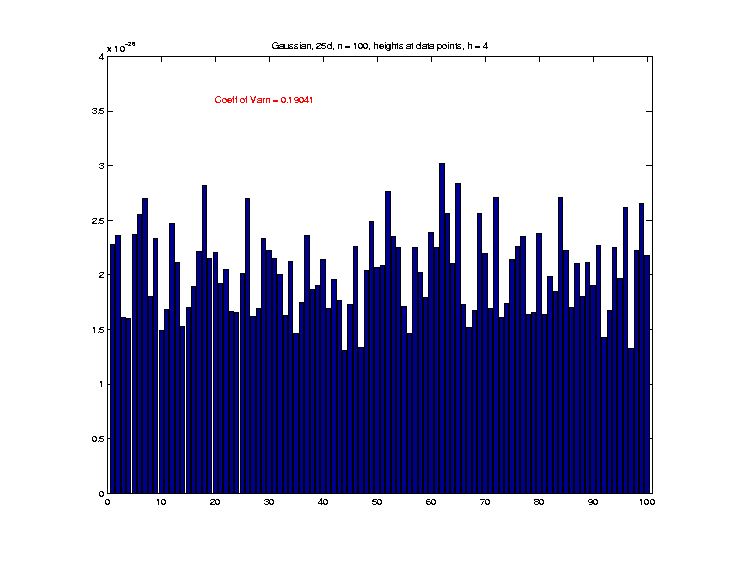 x 10^-26
Gaussian, 25d, n = 100, heights at data points, h = 4
Coeff of Varn = 0.19041
4
3.5
3
2.5
2
1.5
1
0.5
0
0 10 20 30 40 50 60 70 80 90 100